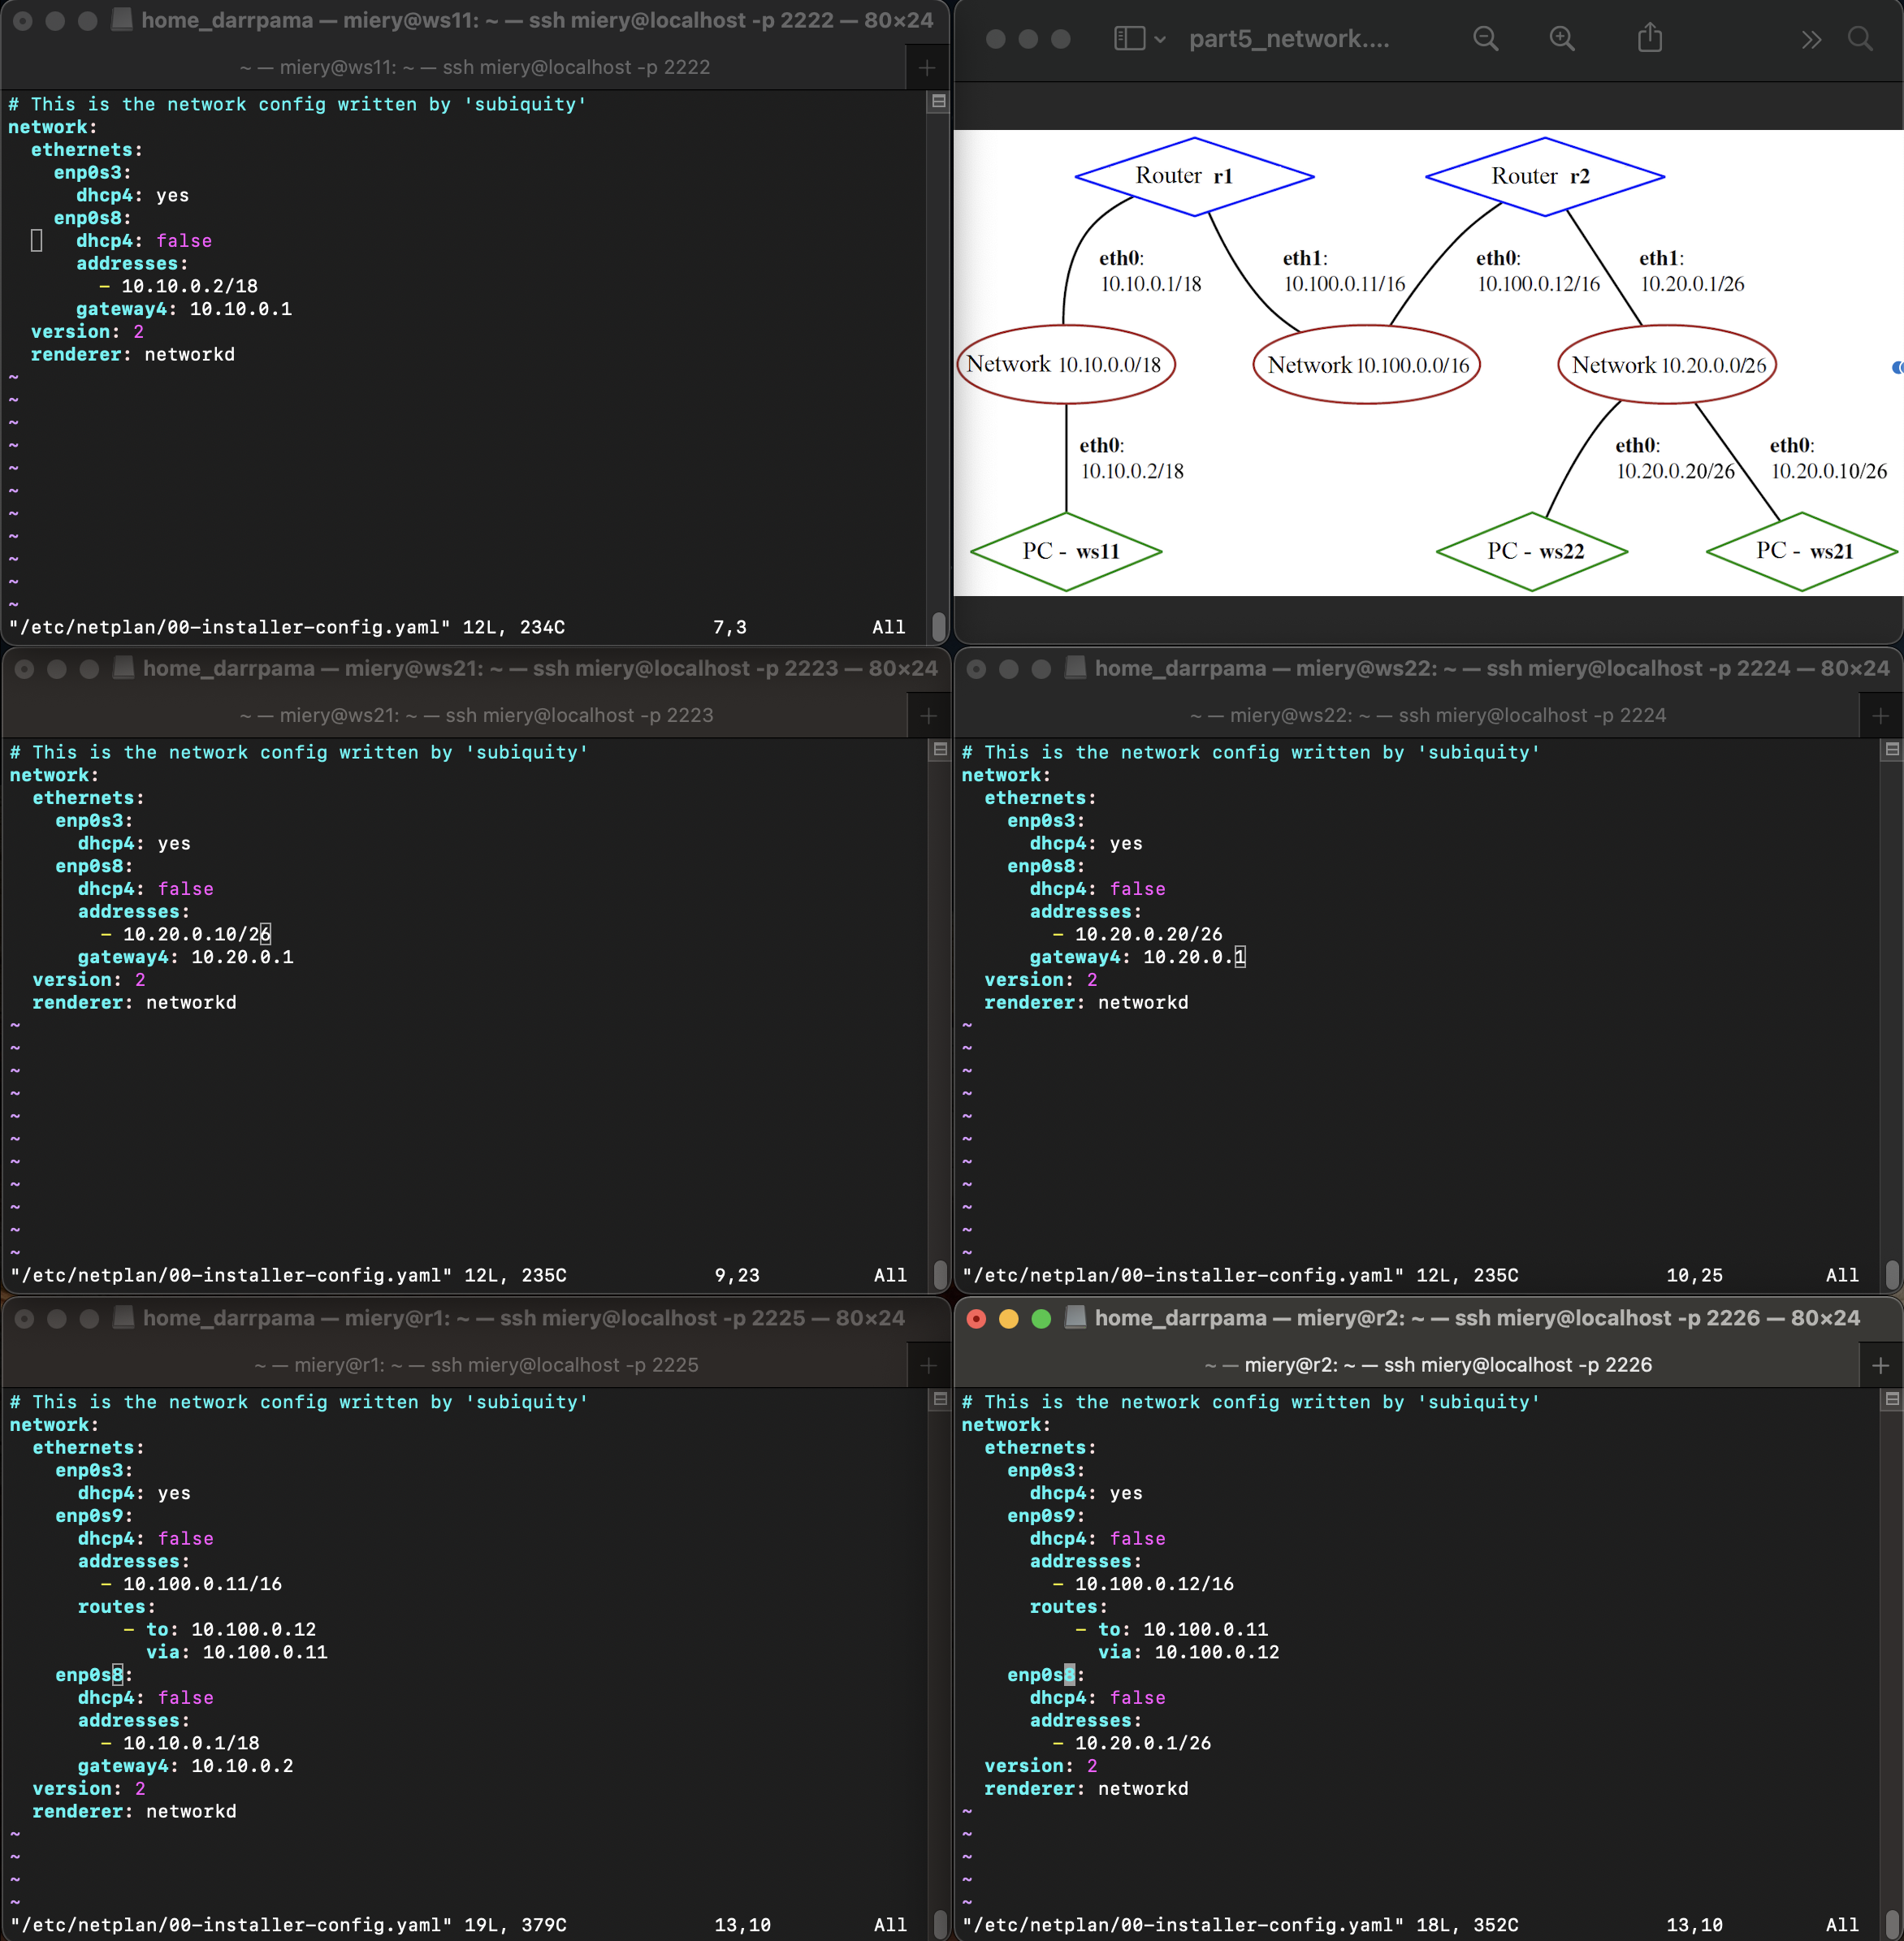 home_darrpama — miery@ws11: ~ — ssh miery@localhost -p 2222 — 80×24
~ — miery@ws11: ~ — ssh miery@localhost -p 2222
# This is the network config written by 'subiquity'
network:
  ethernets:
    enp0s3:
      dhcp4: yes
    enp0s8:
      dhcp4: false
      addresses:
        - 10.10.0.2/18
      gateway4: 10.10.0.1
  version: 2
  renderer: networkd
~
~
~
~
~
~
~
~
~
~
~
"/etc/netplan/00-installer-config.yaml" 12L, 234C 7,3 All
part5_network....
Router r1
Router r2
eth0:
10.10.0.1/18
eth1:
10.100.0.11/16
eth0:
10.100.0.12/16
eth1:
10.20.0.1/26
Network 10.10.0.0/18
Network 10.100.0.0/16
Network 10.20.0.0/26
eth0:
10.10.0.2/18
eth0:
10.20.0.20/26
eth0:
10.20.0.10/26
PC - ws11
PC - ws22
PC - ws21
home_darrpama — miery@ws21: ~ — ssh miery@localhost -p 2223 — 80×24
~ — miery@ws21: ~ — ssh miery@localhost -p 2223
# This is the network config written by 'subiquity'
network:
  ethernets:
    enp0s3:
      dhcp4: yes
    enp0s8:
      dhcp4: false
      addresses:
        - 10.20.0.10/26
      gateway4: 10.20.0.1
  version: 2
  renderer: networkd
~
~
~
~
~
~
~
~
~
~
~
"/etc/netplan/00-installer-config.yaml" 12L, 235C 9,23 All
home_darrpama — miery@ws22: ~ — ssh miery@localhost -p 2224 — 80×24
~ — miery@ws22: ~ — ssh miery@localhost -p 2224
# This is the network config written by 'subiquity'
network:
  ethernets:
    enp0s3:
      dhcp4: yes
    enp0s8:
      dhcp4: false
      addresses:
        - 10.20.0.20/26
      gateway4: 10.20.0.1
  version: 2
  renderer: networkd
~
~
~
~
~
~
~
~
~
~
~
"/etc/netplan/00-installer-config.yaml" 12L, 235C 10,25 All
home_darrpama — miery@r1: ~ — ssh miery@localhost -p 2225 — 80×24
~ — miery@r1: ~ — ssh miery@localhost -p 2225
# This is the network config written by 'subiquity'
network:
  ethernets:
    enp0s3:
      dhcp4: yes
    enp0s9:
      dhcp4: false
      addresses:
        - 10.100.0.11/16
      routes:
          - to: 10.100.0.12
            via: 10.100.0.11
    enp0s8:
      dhcp4: false
      addresses:
        - 10.10.0.1/18
      gateway4: 10.10.0.2
  version: 2
  renderer: networkd
~
~
~
~
"/etc/netplan/00-installer-config.yaml" 19L, 379C 13,10 All
home_darrpama — miery@r2: ~ — ssh miery@localhost -p 2226 — 80×24
~ — miery@r2: ~ — ssh miery@localhost -p 2226
# This is the network config written by 'subiquity'
network:
  ethernets:
    enp0s3:
      dhcp4: yes
    enp0s9:
      dhcp4: false
      addresses:
        - 10.100.0.12/16
      routes:
          - to: 10.100.0.11
            via: 10.100.0.12
    enp0s8:
      dhcp4: false
      addresses:
        - 10.20.0.1/26
  version: 2
  renderer: networkd
~
~
~
~
~
"/etc/netplan/00-installer-config.yaml" 18L, 352C 13,10 All